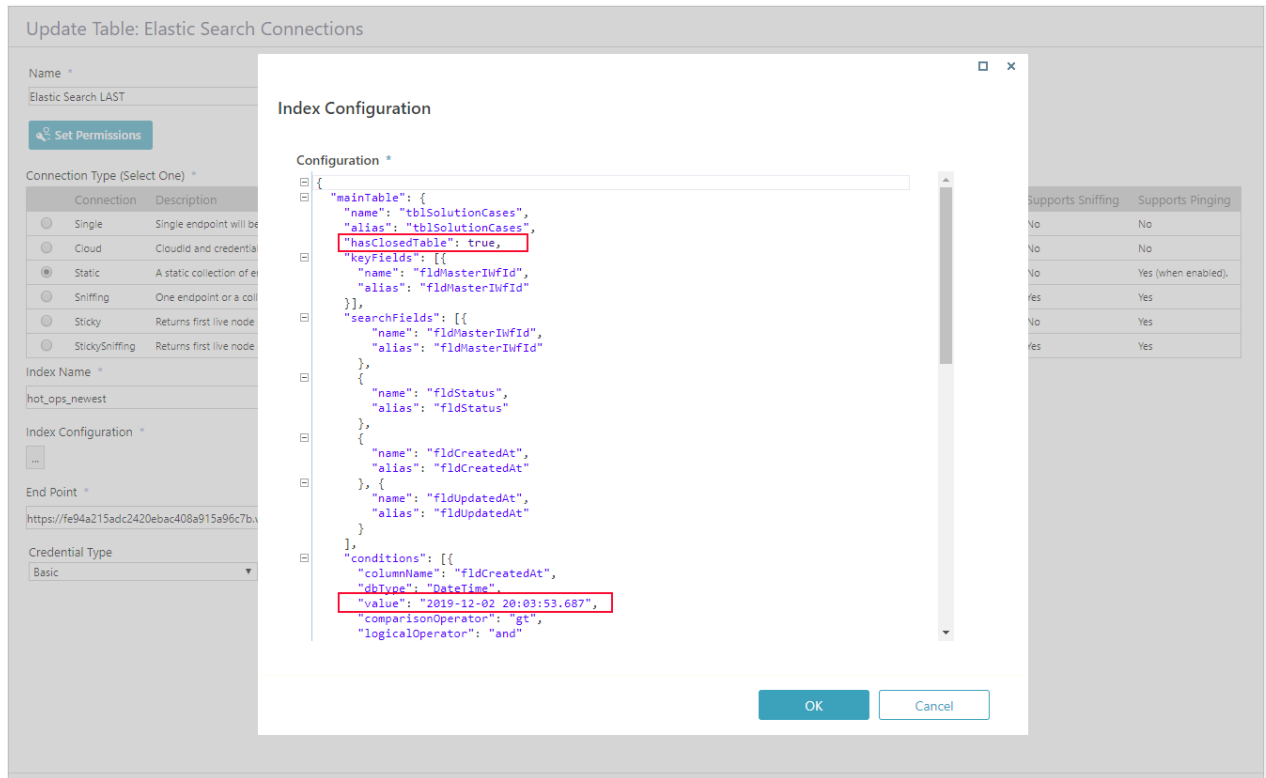 Update Table: Elastic Search Connections
Name *
Elastic Search LAST
Set Permissions
Connection Type (Select One) *
Connection Description Supports Sniffing Supports Pinging
Single Single endpoint will be No No
Cloud CloudId and credentia No No
Static A static collection of e No Yes (when enabled).
Sniffing One endpoint or a coll Yes Yes
Sticky Returns first live node No Yes
StickySniffing Returns first live node Yes Yes
Index Name *
hot_ops_newest
Index Configuration *
...
End Point *
https://fe94a215adc2420ebac408a915a96c7b.v
Credential Type
Basic
Index Configuration
Configuration *
{
"mainTable": {
"name": "tblSolutionCases",
"alias": "tblSolutionCases",
"hasClosedTable": true,
"keyFields": [{
"name": "fldMasterIWfId",
"alias": "fldMasterIWfId"
}],
"searchFields": [{
"name": "fldMasterIWfId",
"alias": "fldMasterIWfId"
},
{
"name": "fldStatus",
"alias": "fldStatus"
},
{
"name": "fldCreatedAt",
"alias": "fldCreatedAt"
}, {
"name": "fldUpdatedAt",
"alias": "fldUpdatedAt"
}
],
"conditions": [{
"columnName": "fldCreatedAt",
"dbType": "DateTime",
"value": "2019-12-02 20:03:53.687",
"comparisonOperator": "gt",
"logicalOperator": "and"
OK Cancel